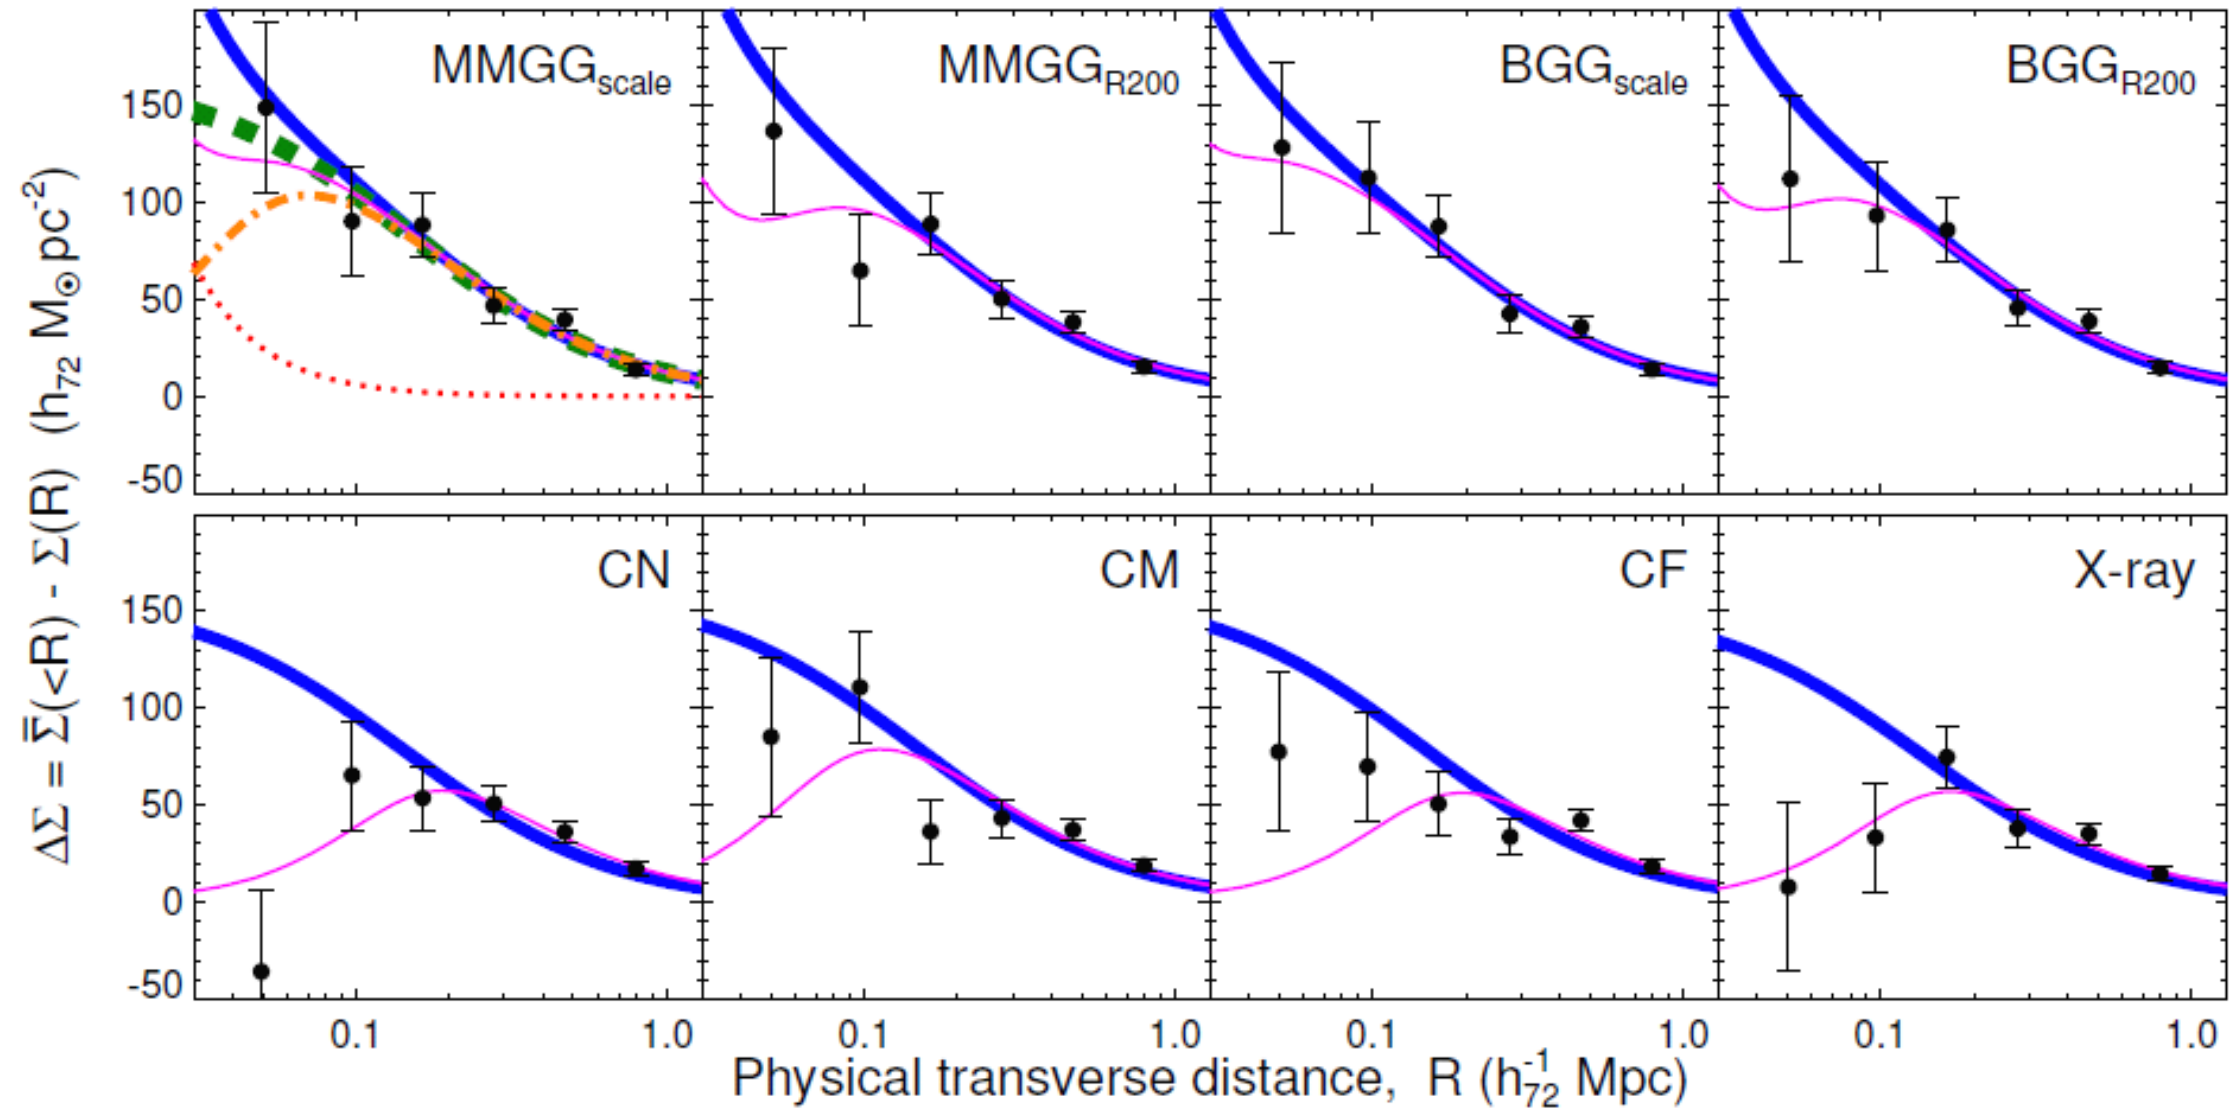 MMGG_scale
MMGG_R200
BGG_scale
BGG_R200
150
100
50
0
-50
ΔΣ = Σ̅(<R) - Σ(R) (h_72 M_⊙ pc^-2)
CN
CM
CF
X-ray
150
100
50
0
-50
0.1 1.0 0.1 1.0 0.1 1.0 0.1 1.0
Physical transverse distance, R (h_72^-1 Mpc)